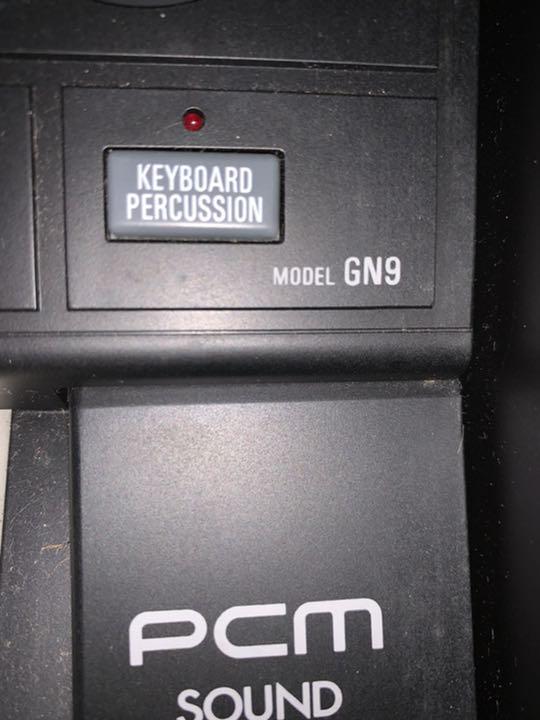 KEYBOARD
PERCUSSION
MODEL GN9
PCM
SOUND